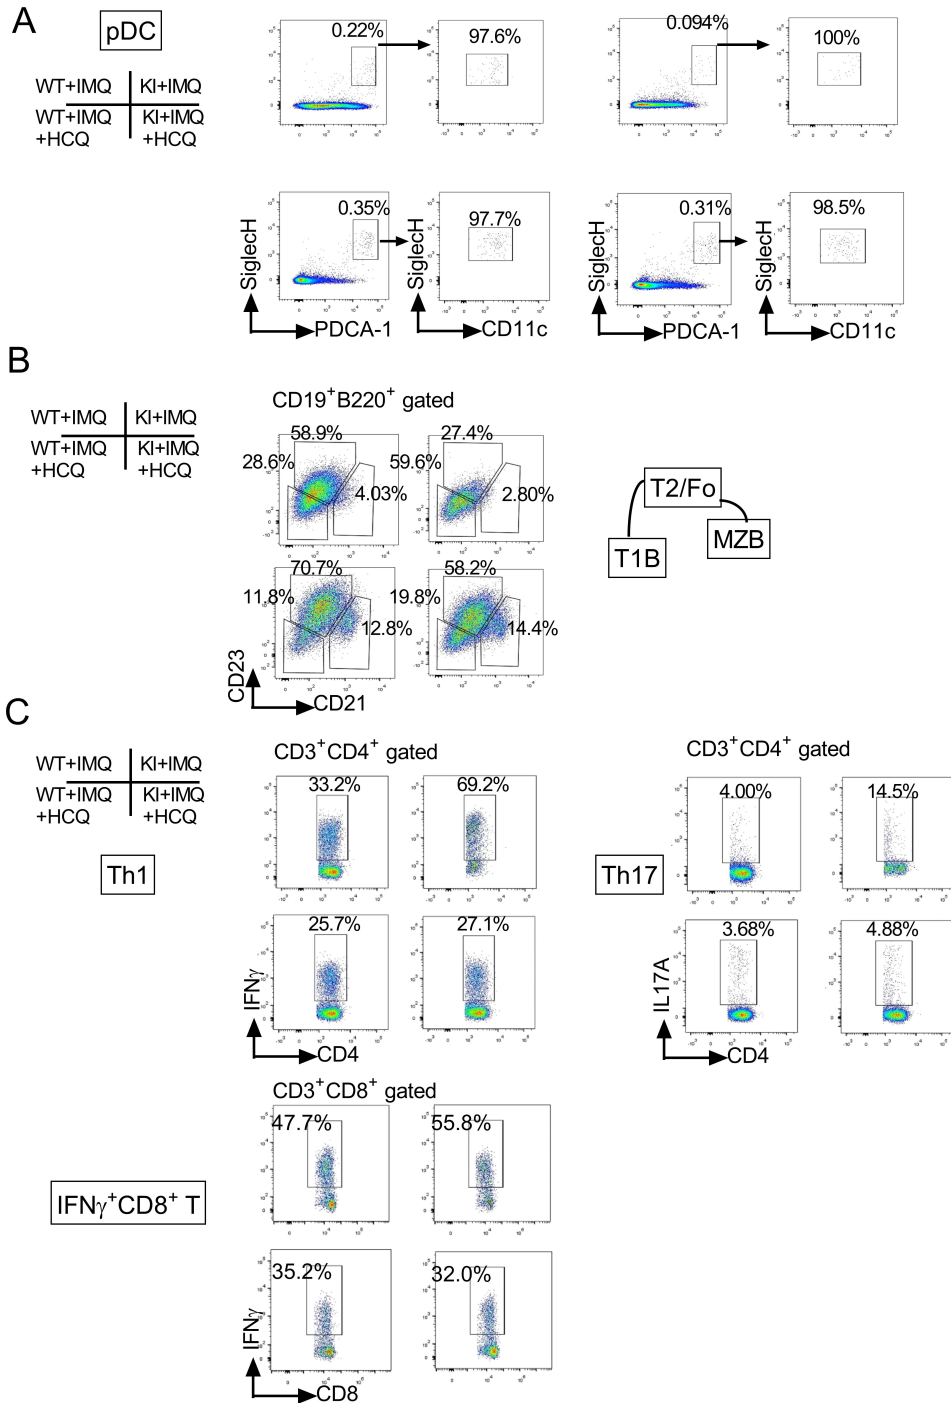 A
pDC
WT+IMQ KI+IMQ
WT+IMQ KI+IMQ
+HCQ +HCQ
0.22% 97.6% 0.094% 100%
0.35% 97.7% 0.31% 98.5%
SiglecH SiglecH SiglecH SiglecH
PDCA-1 CD11c PDCA-1 CD11c
B
WT+IMQ KI+IMQ
WT+IMQ KI+IMQ
+HCQ +HCQ
CD19+B220+ gated
58.9% 27.4%
28.6% 59.6%
4.03% 2.80%
70.7% 58.2%
11.8% 19.8%
12.8% 14.4%
CD23
CD21
T2/Fo
MZB
T1B
C
WT+IMQ KI+IMQ
WT+IMQ KI+IMQ
+HCQ +HCQ
Th1
CD3+CD4+ gated
33.2% 69.2%
25.7% 27.1%
IFNγ
CD4
Th17
CD3+CD4+ gated
4.00% 14.5%
3.68% 4.88%
IL17A
CD4
IFNγ+CD8+ T
CD3+CD8+ gated
47.7% 55.8%
35.2% 32.0%
IFNγ
CD8